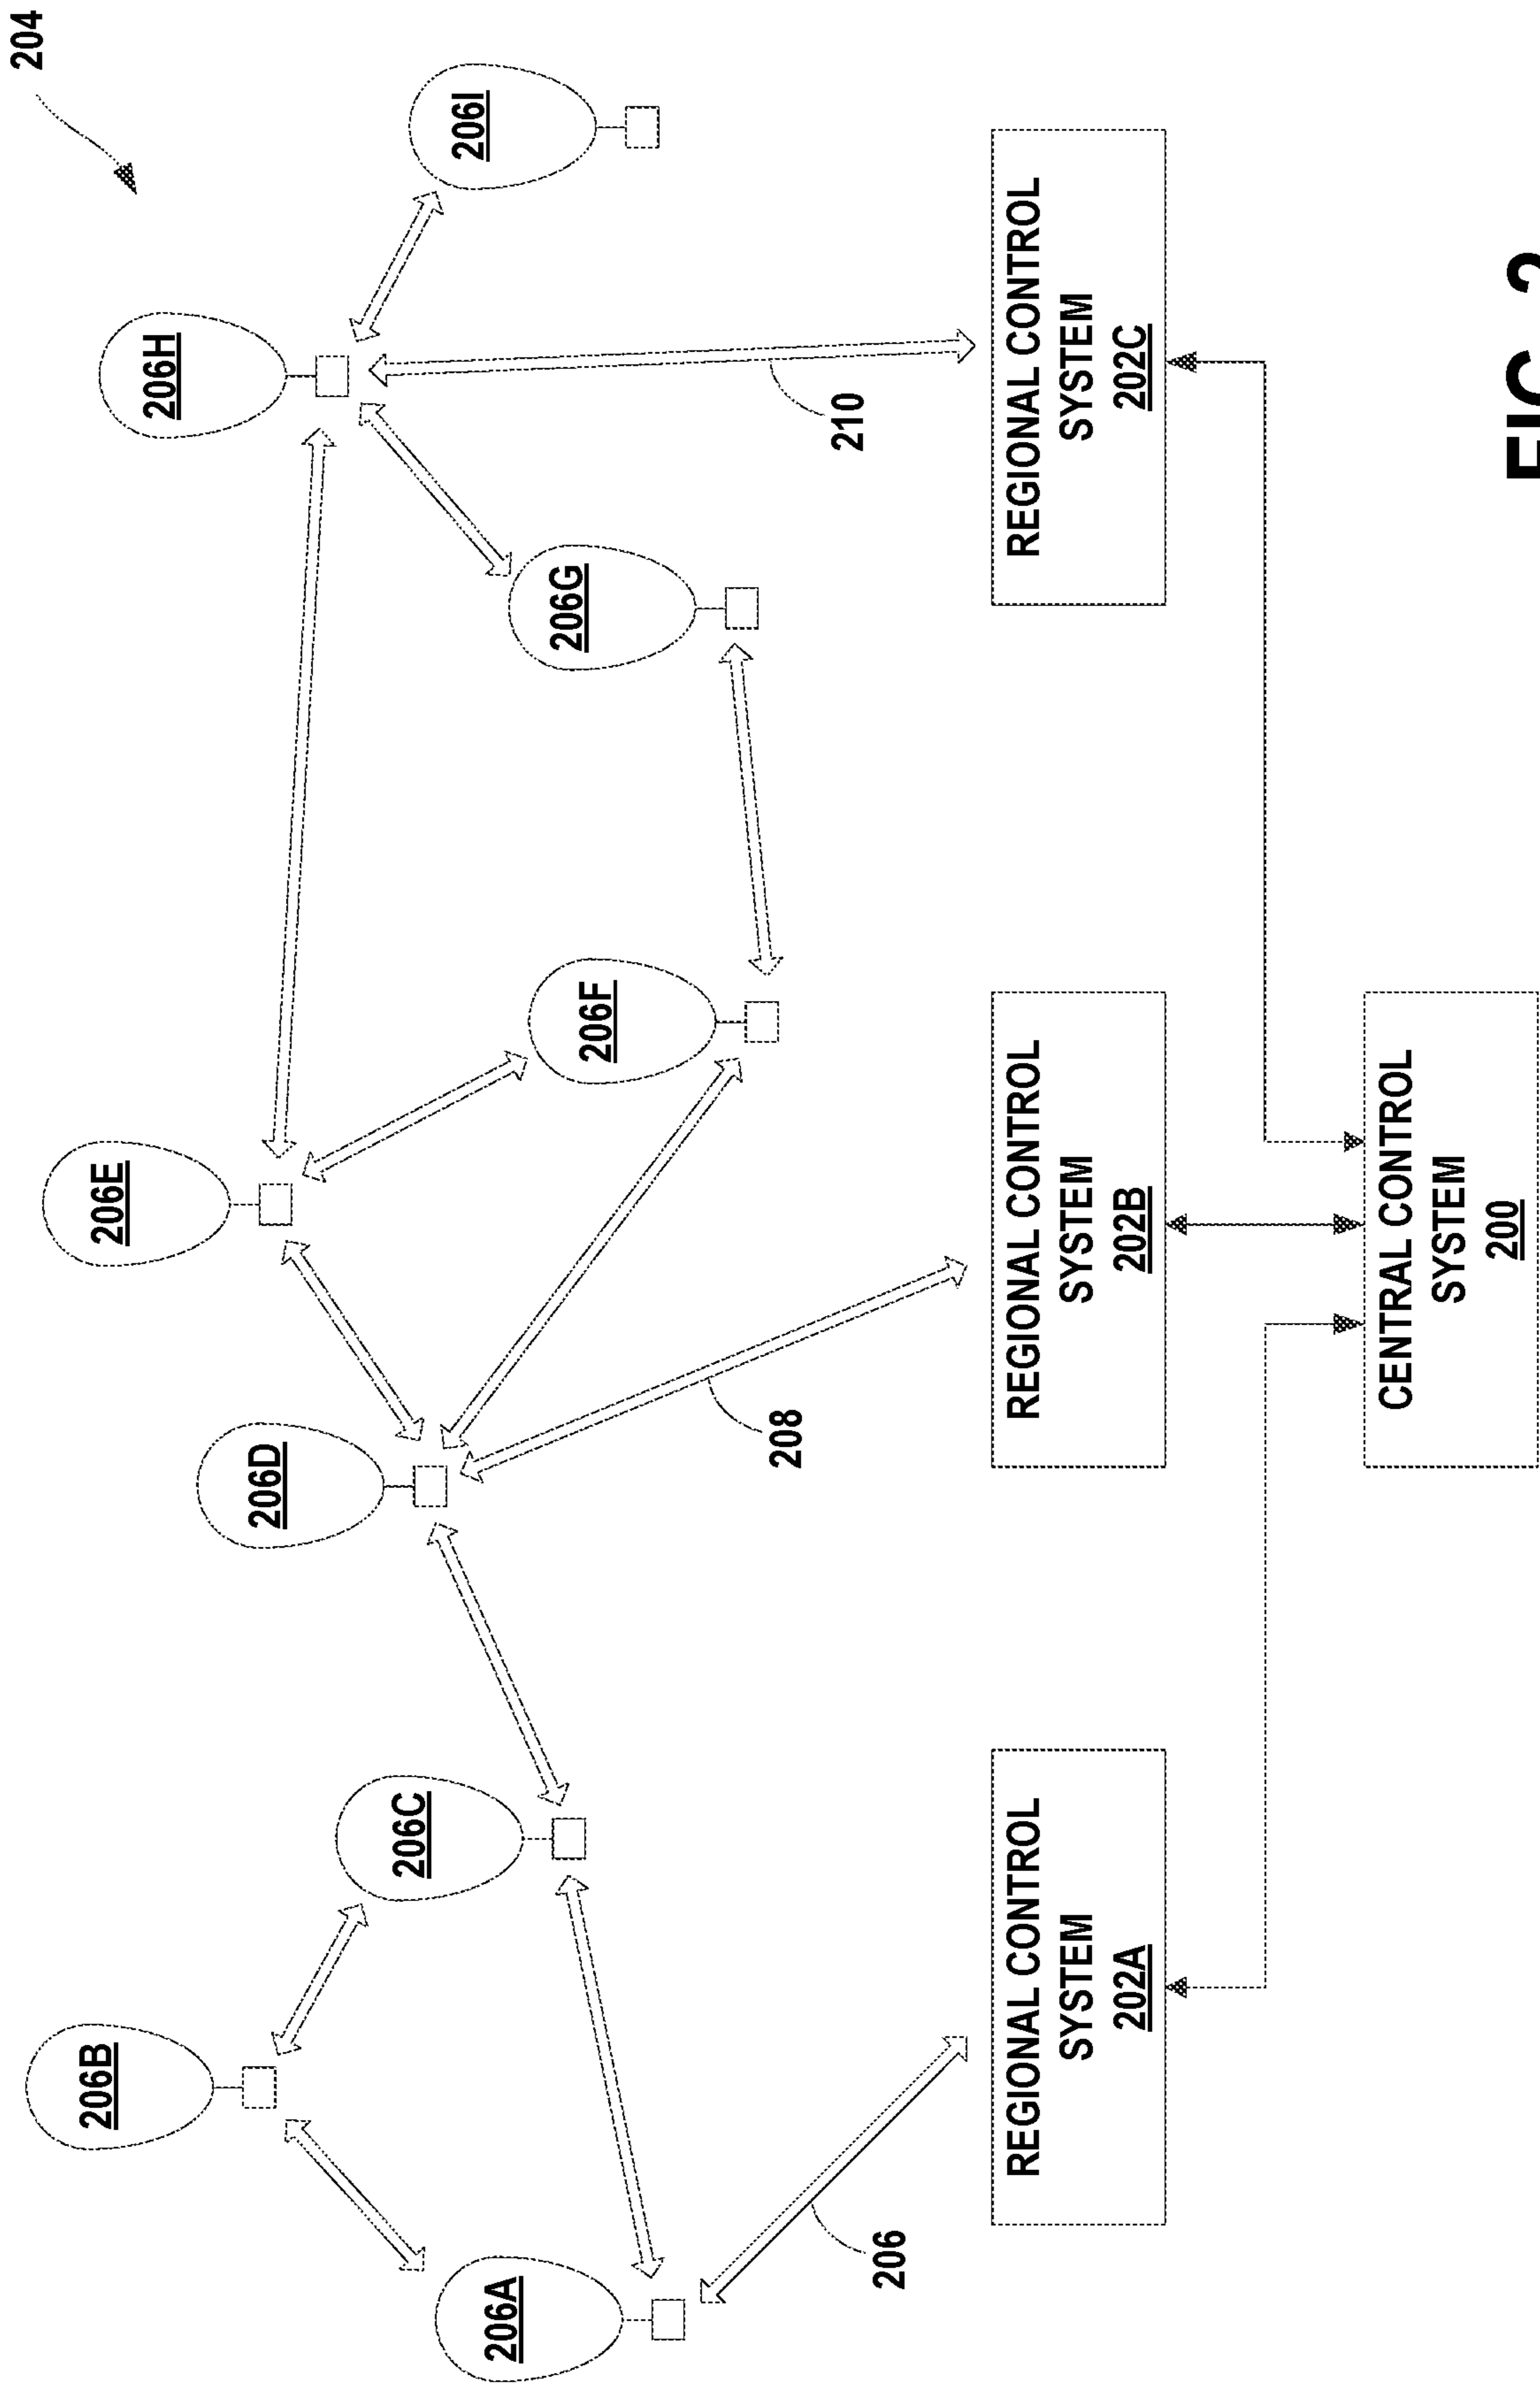 204
206B
206E
206H
206D
206C
206I
206A
206F
206G
206
208
210
REGIONAL CONTROL
SYSTEM
202A
REGIONAL CONTROL
SYSTEM
202B
REGIONAL CONTROL
SYSTEM
202C
CENTRAL CONTROL
SYSTEM
200